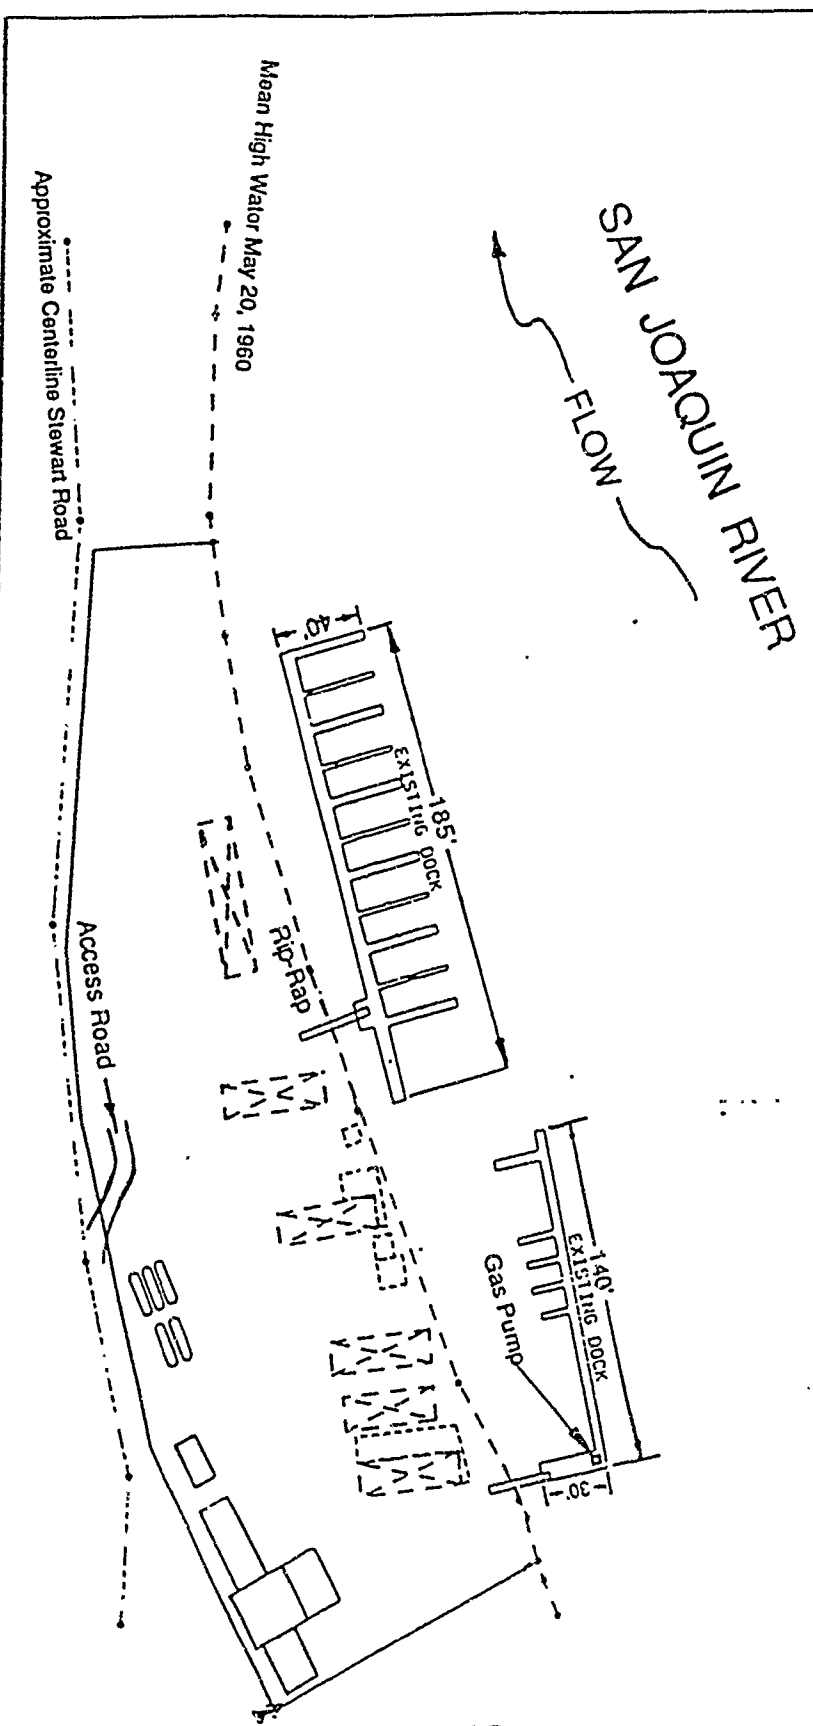 SAN JOAQUIN RIVER
FLOW
Mean High Water May 20, 1960
Approximate Centerline Stewart Road
40'
185'
EXISTING DOCK
Rip-Rap
Access Road
140'
EXISTING DOCK
Gas Pump
30'